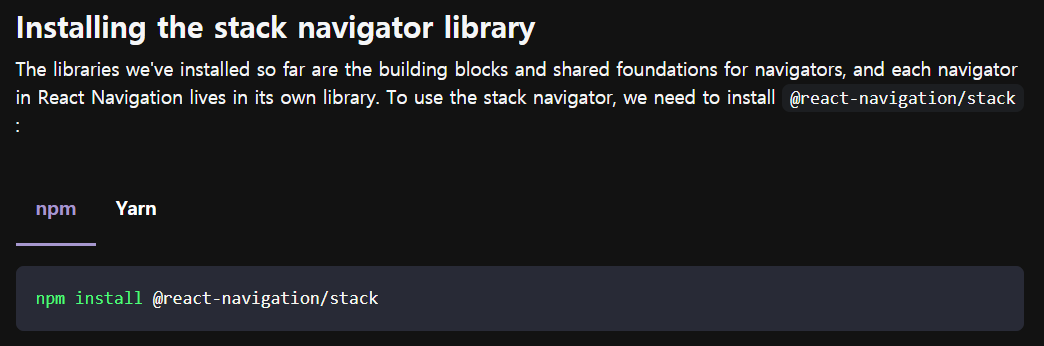 Installing the stack navigator library
The libraries we've installed so far are the building blocks and shared foundations for navigators, and each navigator
in React Navigation lives in its own library. To use the stack navigator, we need to install @react-navigation/stack
:
npm Yarn
npm install @react-navigation/stack